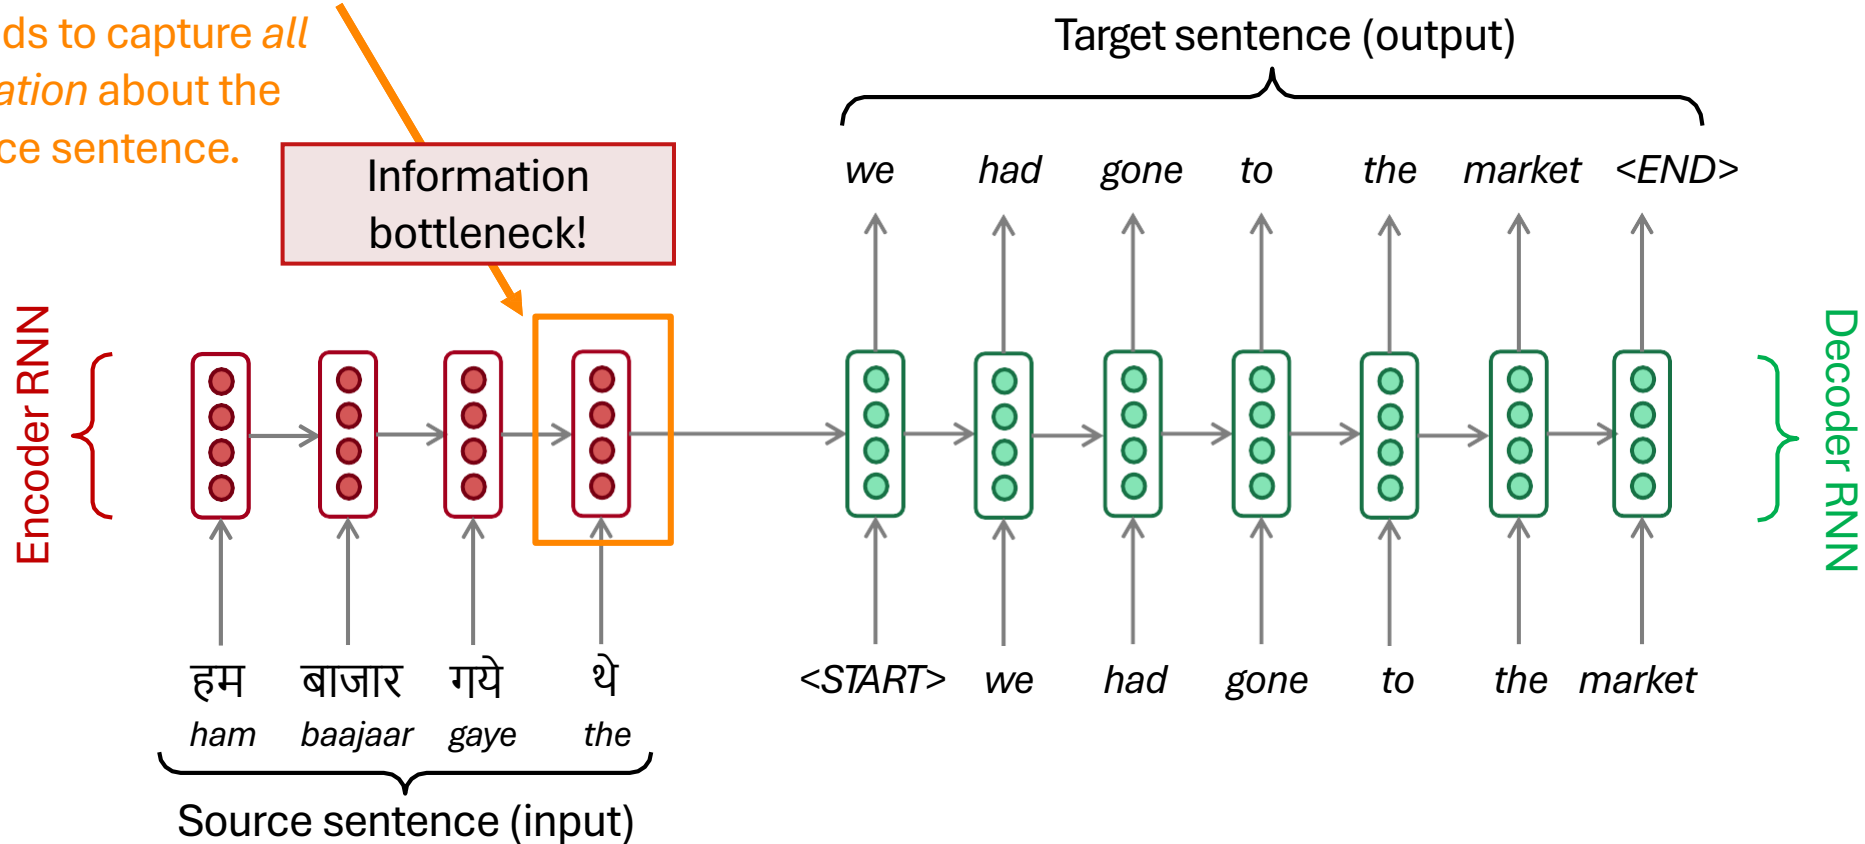 ds to capture all
ation about the
ce sentence.
Information
bottleneck!
Target sentence (output)
we had gone to the market <END>
Encoder RNN
Decoder RNN
हम बाजार गये थे
ham baajaar gaye the
Source sentence (input)
<START> we had gone to the market